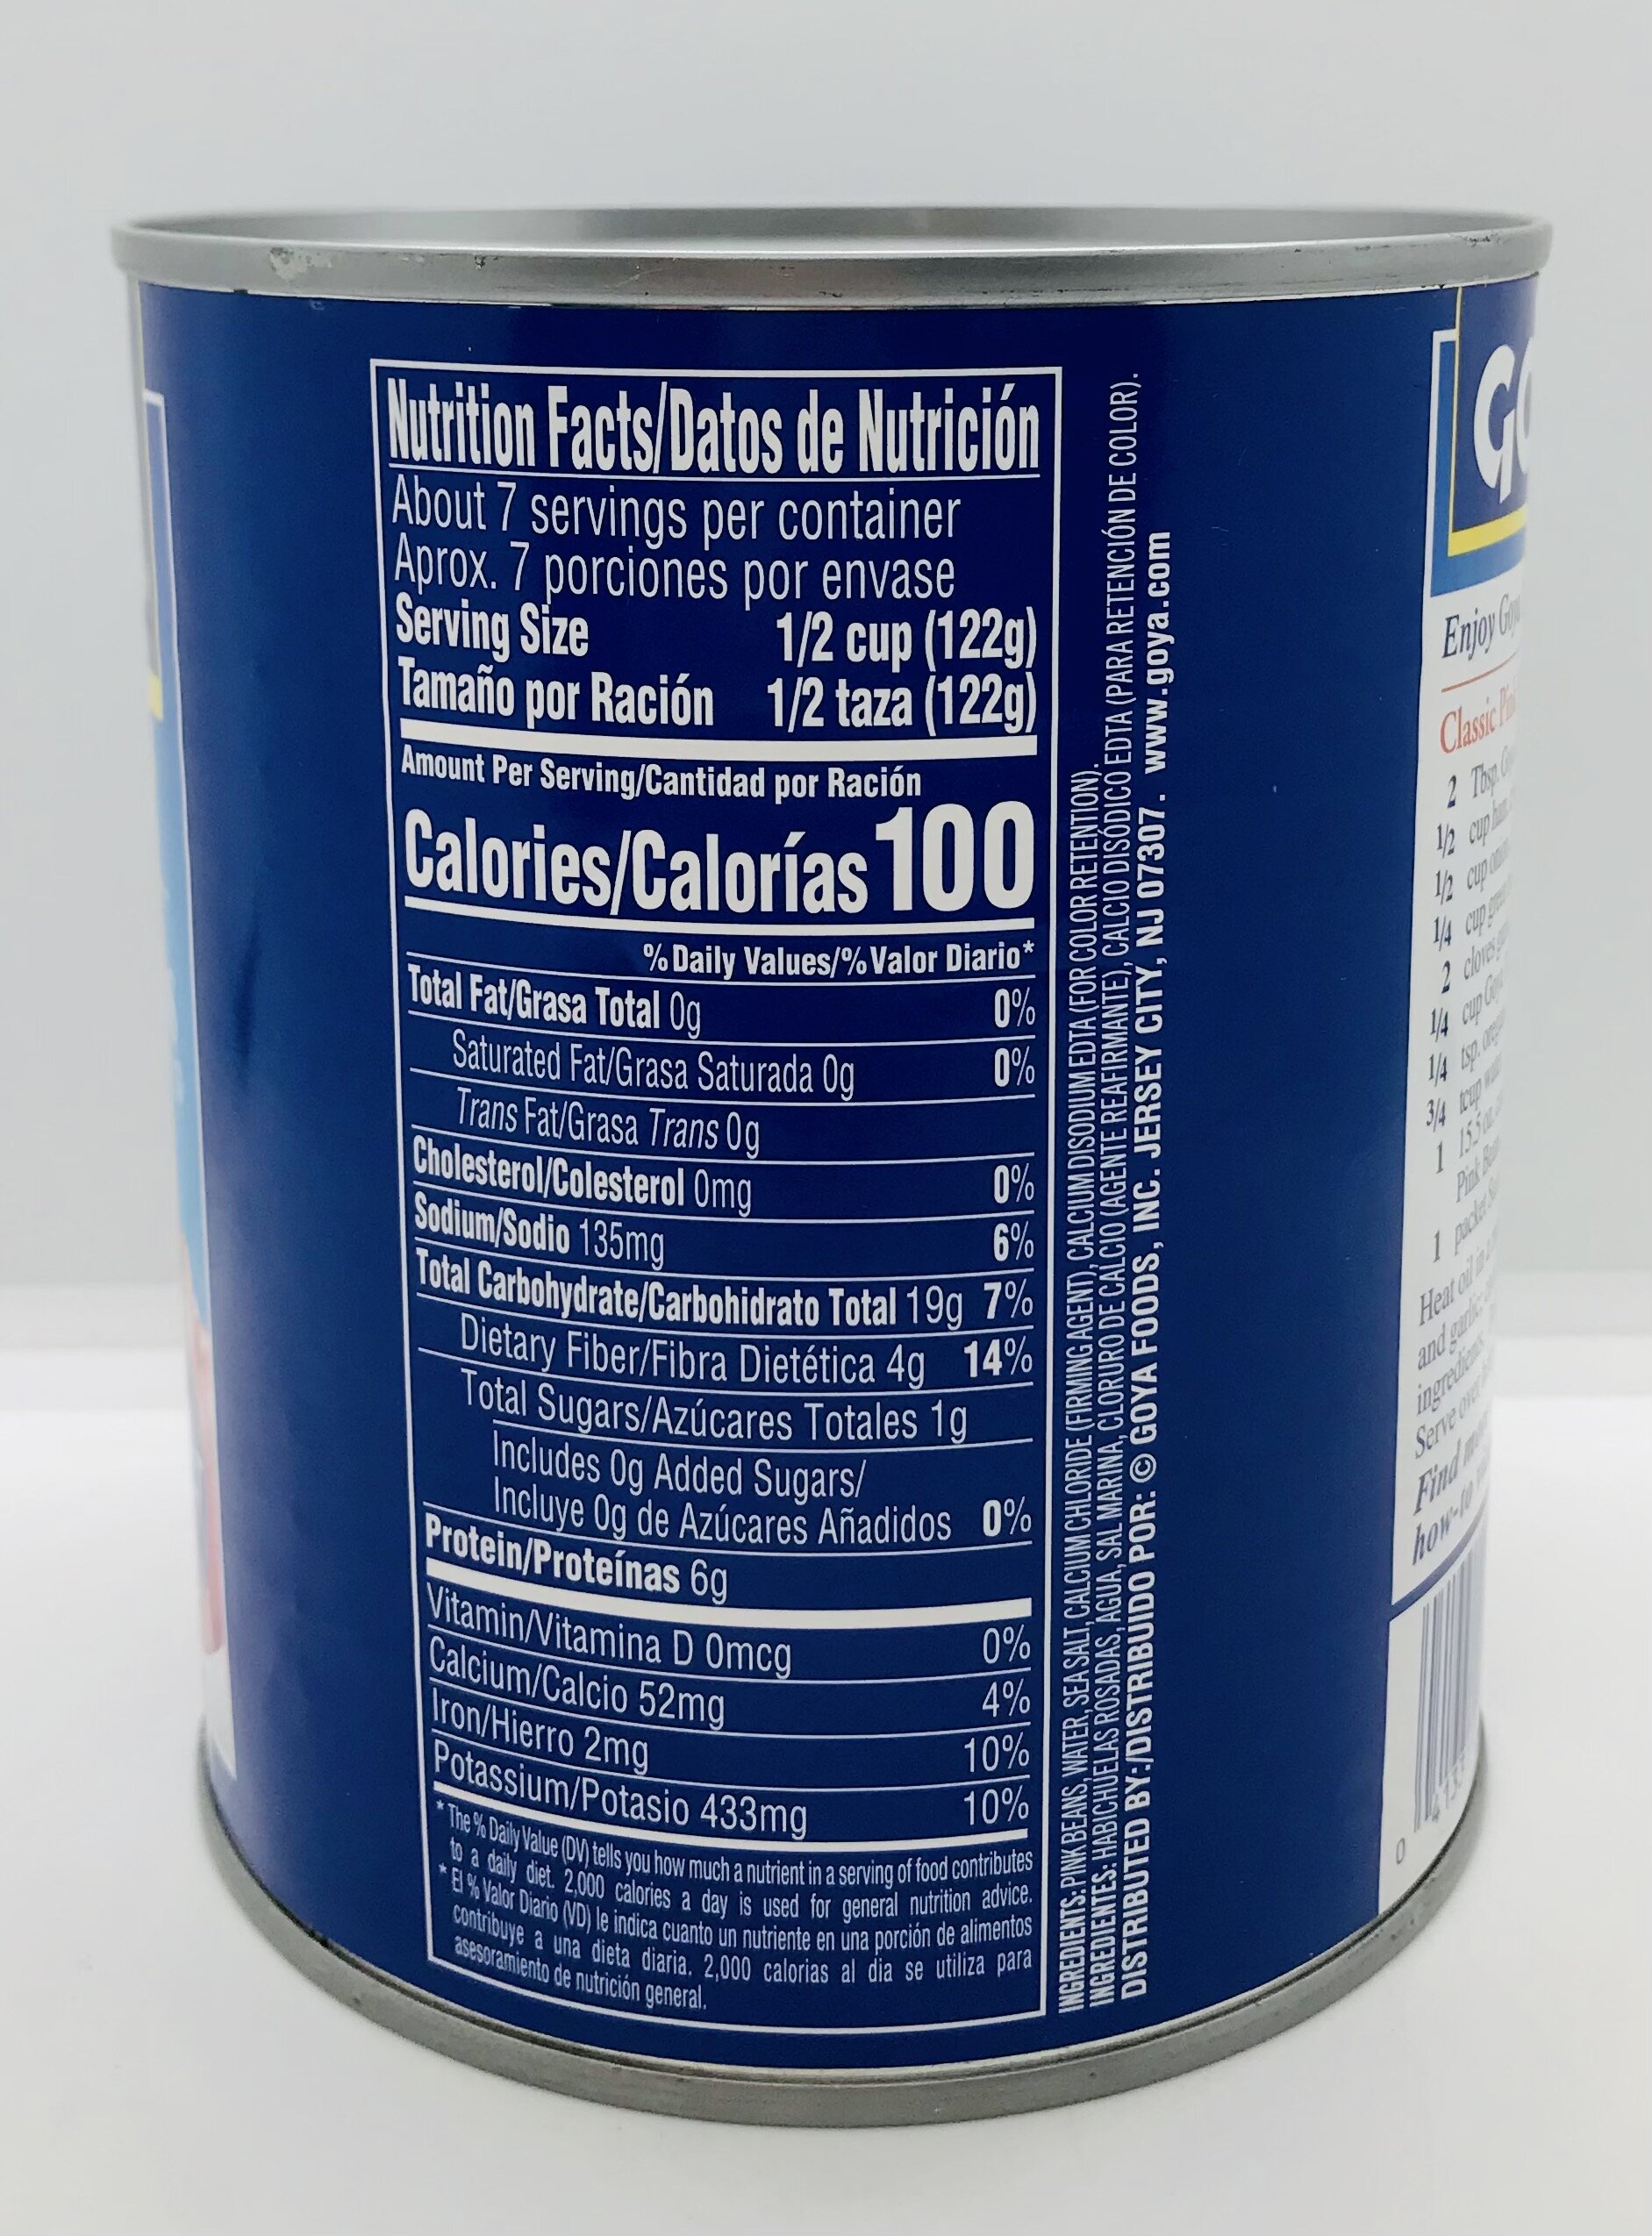 Nutrition Facts/Datos de Nutrición
About 7 servings per container
Aprox. 7 porciones por envase
Serving Size 1/2 cup (122g)
Tamaño por Ración 1/2 taza (122g)
Amount Per Serving/Cantidad por Ración
Calories/Calorías 100
% Daily Values/% Valor Diario*
Total Fat/Grasa Total 0g 0%
Saturated Fat/Grasa Saturada 0g 0%
Trans Fat/Grasa Trans 0g
Cholesterol/Colesterol 0mg 0%
Sodium/Sodio 135mg 6%
Total Carbohydrate/Carbohidrato Total 19g 7%
Dietary Fiber/Fibra Dietética 4g 14%
Total Sugars/Azúcares Totales 1g
Includes 0g Added Sugars/
Incluye 0g de Azúcares Añadidos 0%
Protein/Proteínas 6g
Vitamin/Vitamina D 0mcg 0%
Calcium/Calcio 52mg 4%
Iron/Hierro 2mg 10%
Potassium/Potasio 433mg 10%
* The % Daily Value (DV) tells you how much a nutrient in a serving of food contributes
to a daily diet. 2,000 calories a day is used for general nutrition advice.
* El % Valor Diario (VD) le indica cuanto un nutriente en una porción de alimentos
contribuye a una dieta diaria. 2,000 calorias al dia se utiliza para
asesoramiento de nutrición general.
INGREDIENTS: PINK BEANS, WATER, SEA SALT, CALCIUM CHLORIDE (FIRMING AGENT), CALCIUM DISODIUM EDTA (FOR COLOR RETENTION).
INGREDIENTES: HABICHUELAS ROSADAS, AGUA, SAL MARINA, CLORURO DE CALCIO (AGENTE REAFIRMANTE), CALCIO DISÓDICO EDTA (PARA RETENCIÓN DE COLOR).
DISTRIBUTED BY:/DISTRIBUIDO POR: © GOYA FOODS, INC. JERSEY CITY, NJ 07307. www.goya.com
Enjoy
Classic
2 Tbsp.
1/2 cup
1/2 cup
1/4 cup
2 cloves
1/4 cup
1/4 tsp.
3/4
1 15.5 oz.
Pink
1 packet
Heat oil in
and garlic
ingredients
Serve over
Find
how-to
0